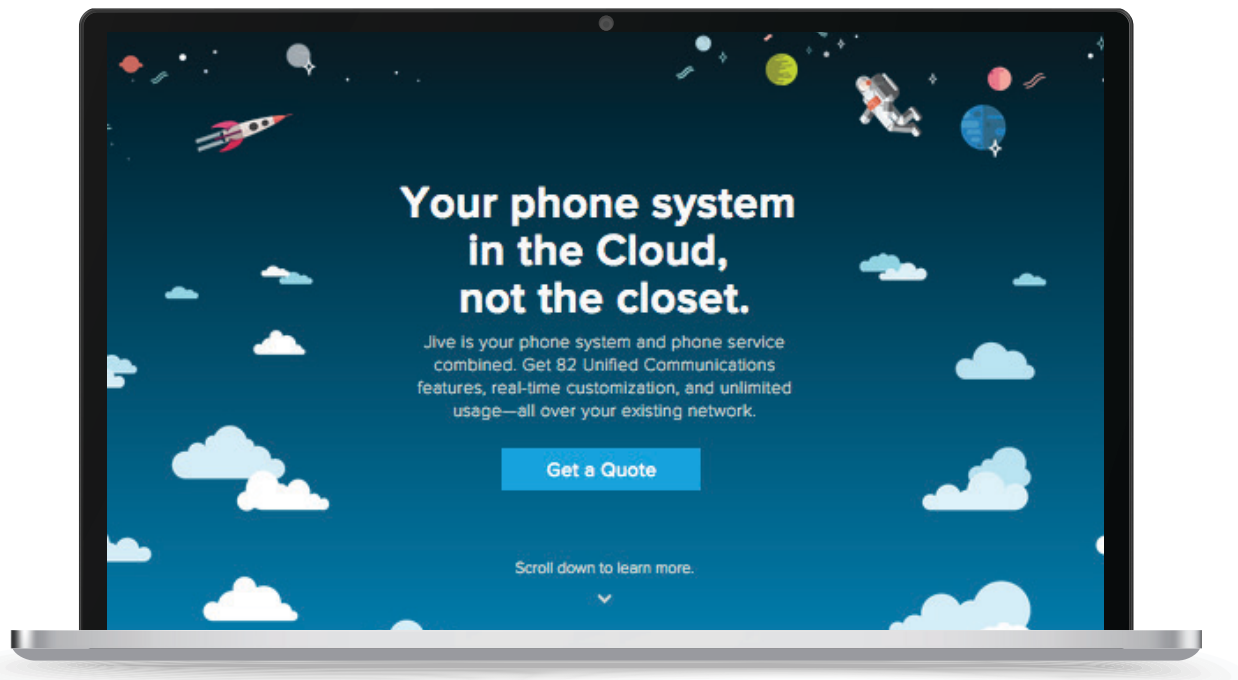 Your phone system
in the Cloud,
not the closet.
Jive is your phone system and phone service
combined. Get 82 Unified Communications
features, real-time customization, and unlimited
usage—all over your existing network.
Get a Quote
Scroll down to learn more.